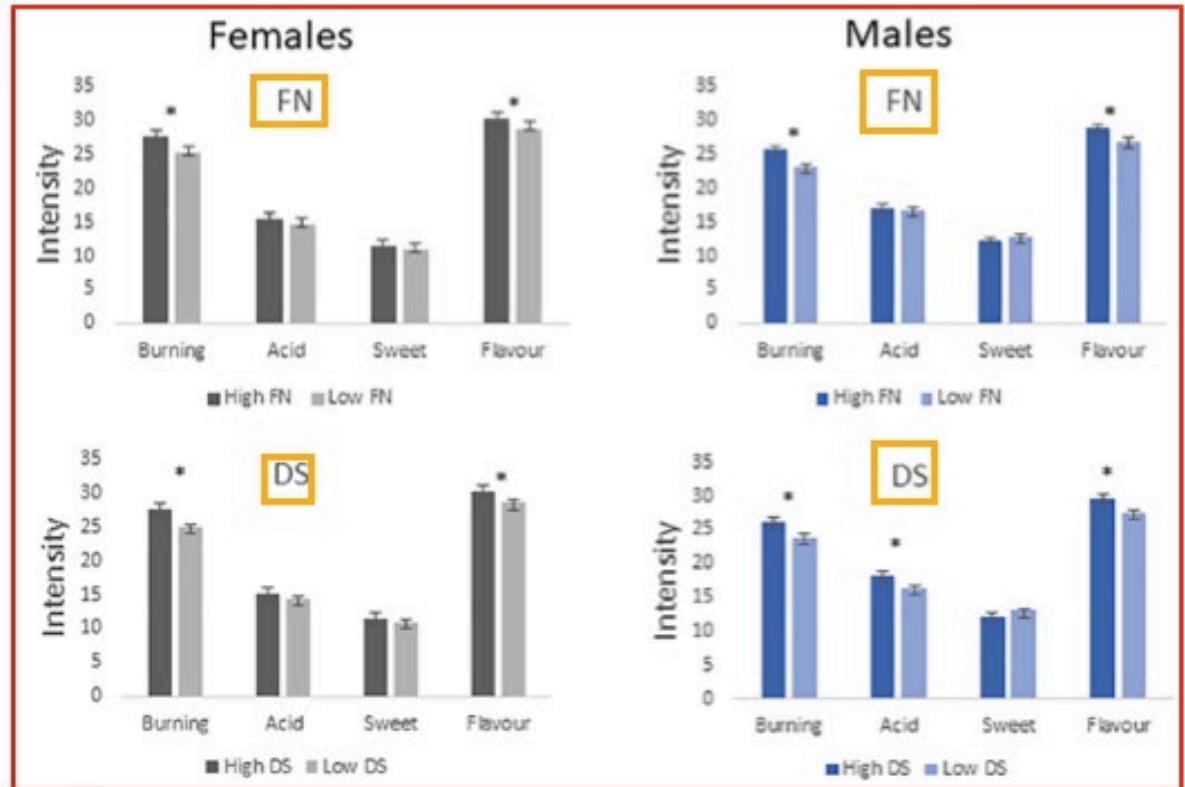 Females
FN
*
*
35
30
25
20
15
10
5
0
Intensity
Burning Acid Sweet Flavour
High FN Low FN
Males
FN
*
*
35
30
25
20
15
10
5
0
Intensity
Burning Acid Sweet Flavour
High FN Low FN
DS
*
*
35
30
25
20
15
10
5
0
Intensity
Burning Acid Sweet Flavour
High DS Low DS
DS
*
*
*
35
30
25
20
15
10
5
0
Intensity
Burning Acid Sweet Flavour
High DS Low DS